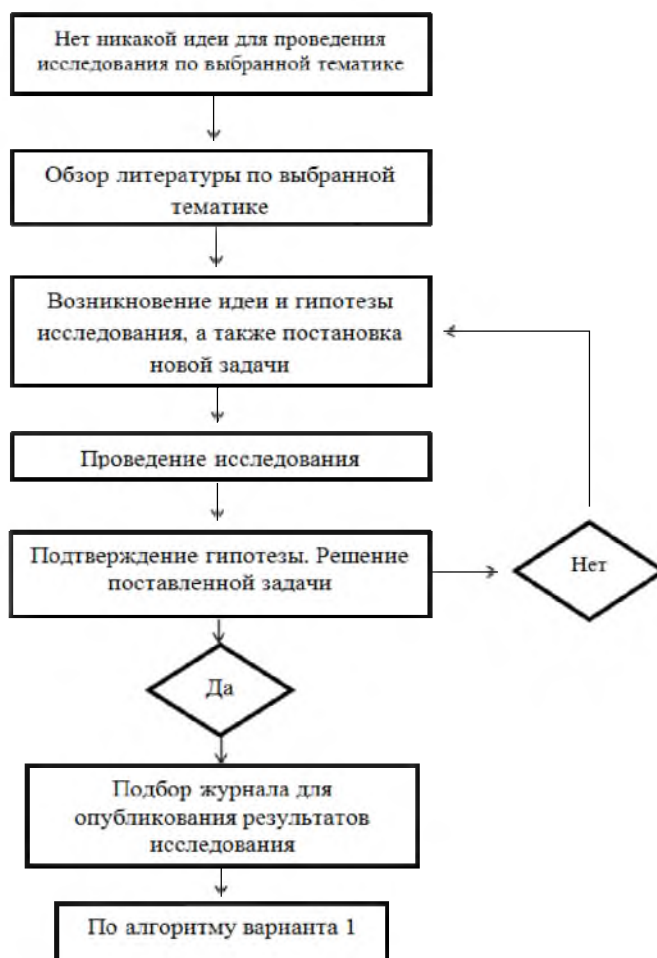 Нет никакой идеи для проведения
исследования по выбранной тематике
Обзор литературы по выбранной
тематике
Возникновение идеи и гипотезы
исследования, а также постановка
новой задачи
Проведение исследования
Подтверждение гипотезы. Решение
поставленной задачи
Нет
Да
Подбор журнала для
опубликования результатов
исследования
По алгоритму варианта 1